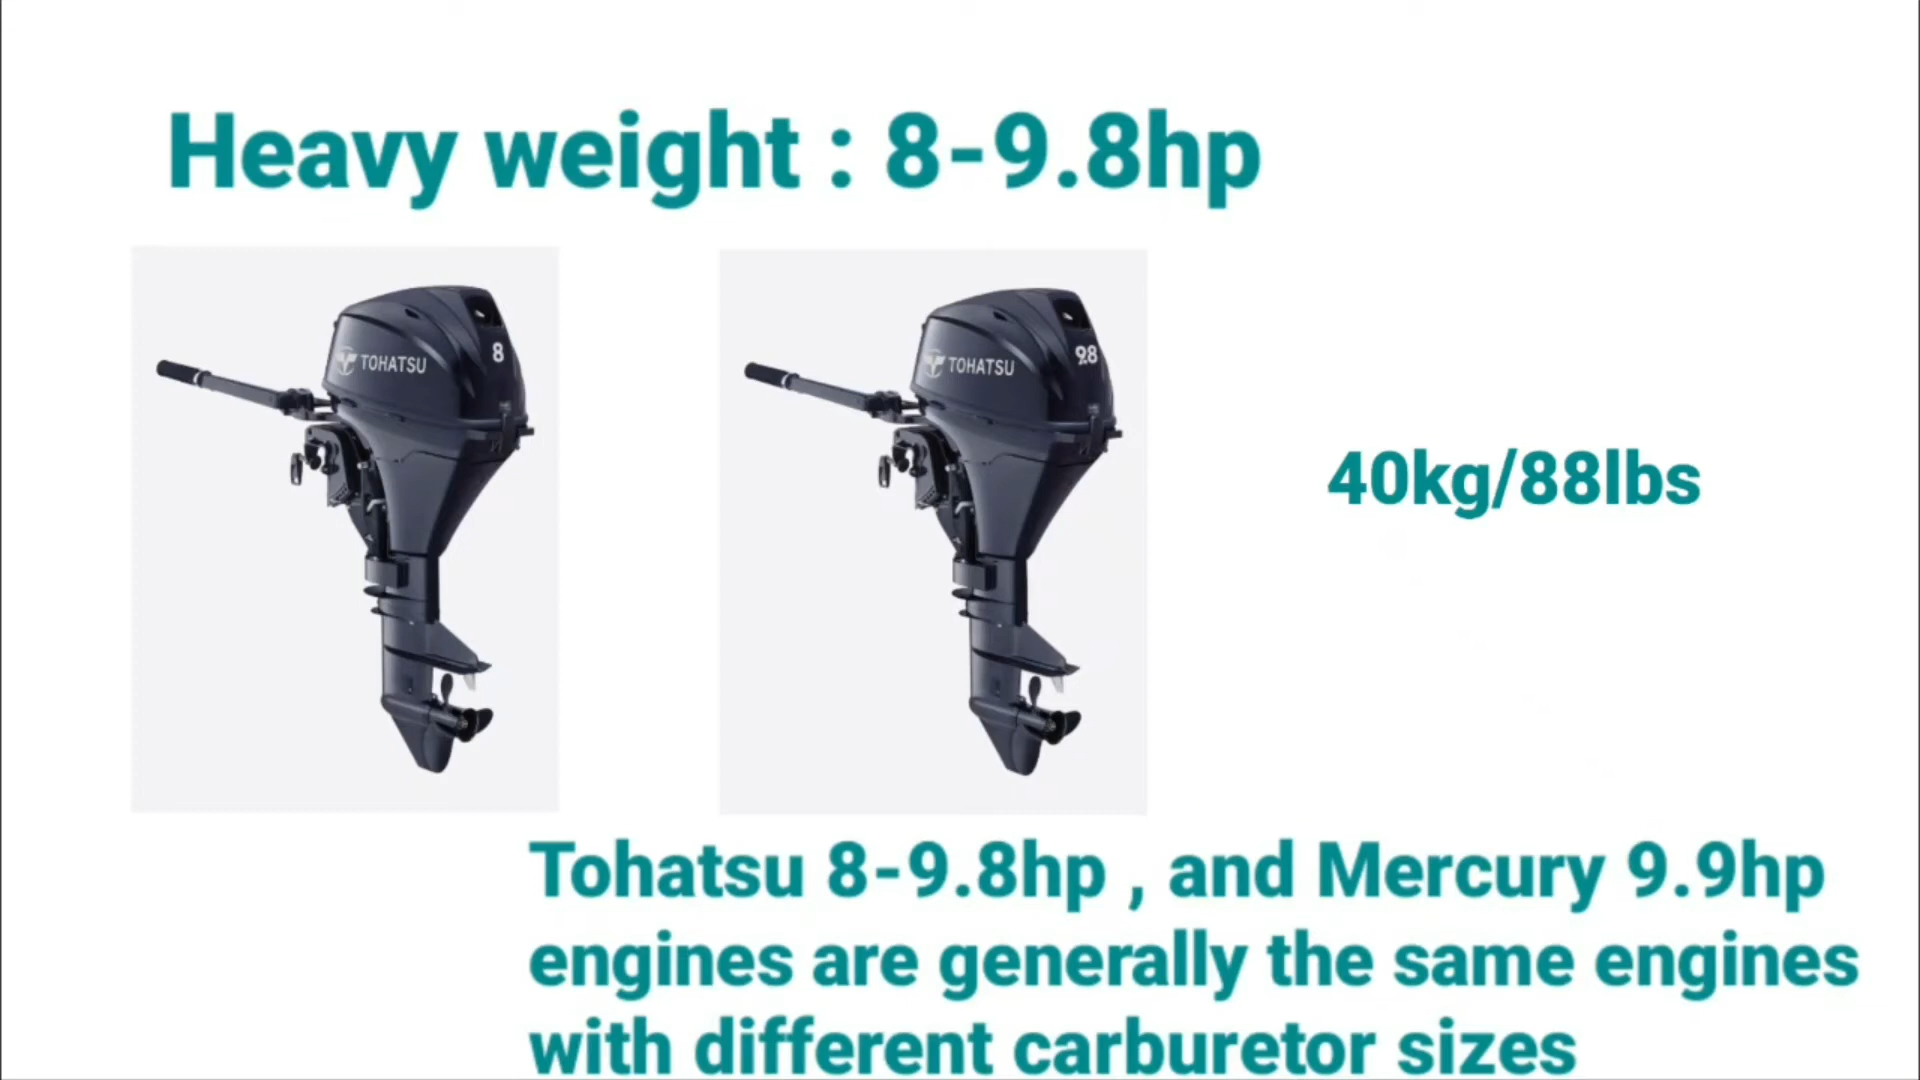 Heavy weight : 8-9.8hp
TOHATSU
8
TOHATSU
9.8
40kg/88lbs
Tohatsu 8-9.8hp , and Mercury 9.9hp
engines are generally the same engines
with different carburetor sizes